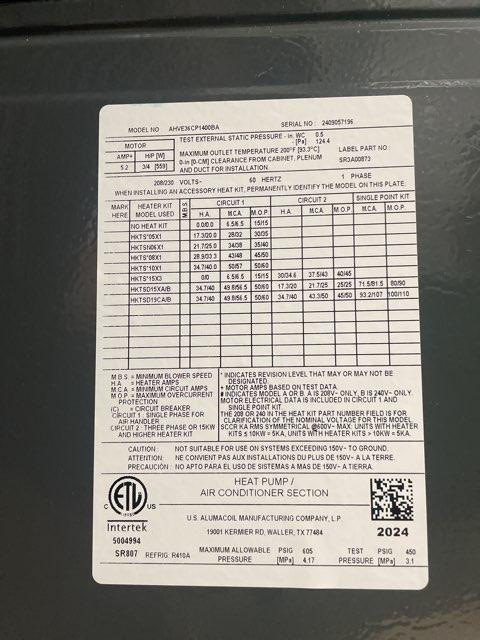 MODEL NO AHVE36CP1400BA SERIAL NO : 2409057196
MOTOR
AMP+ H/P [W]
5.2 3/4 [559]
TEST EXTERNAL STATIC PRESSURE - in. WC 0.5
[Pa] 124.4
MAXIMUM OUTLET TEMPERATURE 200°F [93.3°C]
0-in [0-CM] CLEARANCE FROM CABINET, PLENUM
AND DUCT FOR INSTALLATION.
LABEL PART NO :
SR3A00873
208/230 VOLTS~ 60 HERTZ 1 PHASE
WHEN INSTALLING AN ACCESSORY HEAT KIT, PERMANENTLY IDENTIFY THE MODEL ON THIS PLATE.
MARK HERE HEATER KIT MODEL USED M.B.S. CIRCUIT 1 CIRCUIT 2 SINGLE POINT KIT
H.A. M.C.A. M.O.P. H.A M.C.A. M.O.P. M.C.A. M.O.P.
NO HEAT KIT 0.0/0.0 6.5/6.5 15/15
HKTS*05X1 17.3/20.0 28/32 30/35
HKTSN06X1 21.7/25.0 34/38 35/40
HKTS*08X1 28.9/33.3 43/48 45/50
HKTS*10X1 34.7/40.0 50/57 50/60
HKTS*15X3 0/0 6.5/6.5 15/15 30/34.6 37.5/43 40/45
HKTSD15XA/B 34.7/40 49.8/56.5 50/60 17.3/20 21.7/25 25/25 71.5/81.5 80/90
HKTSD19CA/B 34.7/40 49.8/56.5 50/60 34.7/40 43.3/50 45/50 93.2/107 100/110
M.B.S. = MINIMUM BLOWER SPEED
H.A. = HEATER AMPS
M.C.A. = MINIMUM CIRCUIT AMPS
M.O.P. = MAXIMUM OVERCURRENT
PROTECTION
(C) = CIRCUIT BREAKER
CIRCUIT 1: SINGLE PHASE FOR
AIR HANDLER
CIRCUIT 2: THREE PHASE OR 15KW
AND HIGHER HEATER KIT
* INDICATES REVISION LEVEL THAT MAY OR MAY NOT BE
DESIGNATED.
+ MOTOR AMPS BASED ON TEST DATA.
# INDICATES MODEL A OR B. A IS 208V~ ONLY, B IS 240V~ ONLY.
MOTOR ELECTRICAL DATA IS INCLUDED IN CIRCUIT 1 AND
SINGLE POINT KIT.
THE 208 OR 240 IN THE HEAT KIT PART NUMBER FIELD IS FOR
CLARIFICATION OF THE NOMINAL VOLTAGE FOR THIS MODEL.
SCCR KA RMS SYMMETRICAL @600V~ MAX: UNITS WITH HEATER
KITS ≤ 10KW = 5KA, UNITS WITH HEATER KITS > 10KW = 5KA.
CAUTION: NOT SUITABLE FOR USE ON SYSTEMS EXCEEDING 150V~ TO GROUND.
ATTENTION: NE CONVIENT PAS AUX INSTALLATIONS DU PLUS DE 150V~ A LA TERRE.
PRECAUCIÓN: NO APTO PARA EL USO DE SISTEMAS A MAS DE 150V~ A TIERRA.
HEAT PUMP /
AIR CONDITIONER SECTION
C ETL US
Intertek
5004994
U.S. ALUMACOIL MANUFACTURING COMPANY, L.P.
19001 KERMIER RD, WALLER, TX 77484
2024
SR807 REFRIG: R410A MAXIMUM ALLOWABLE PSIG 605 TEST PSIG 450
PRESSURE [MPa] 4.17 PRESSURE [MPa] 3.1